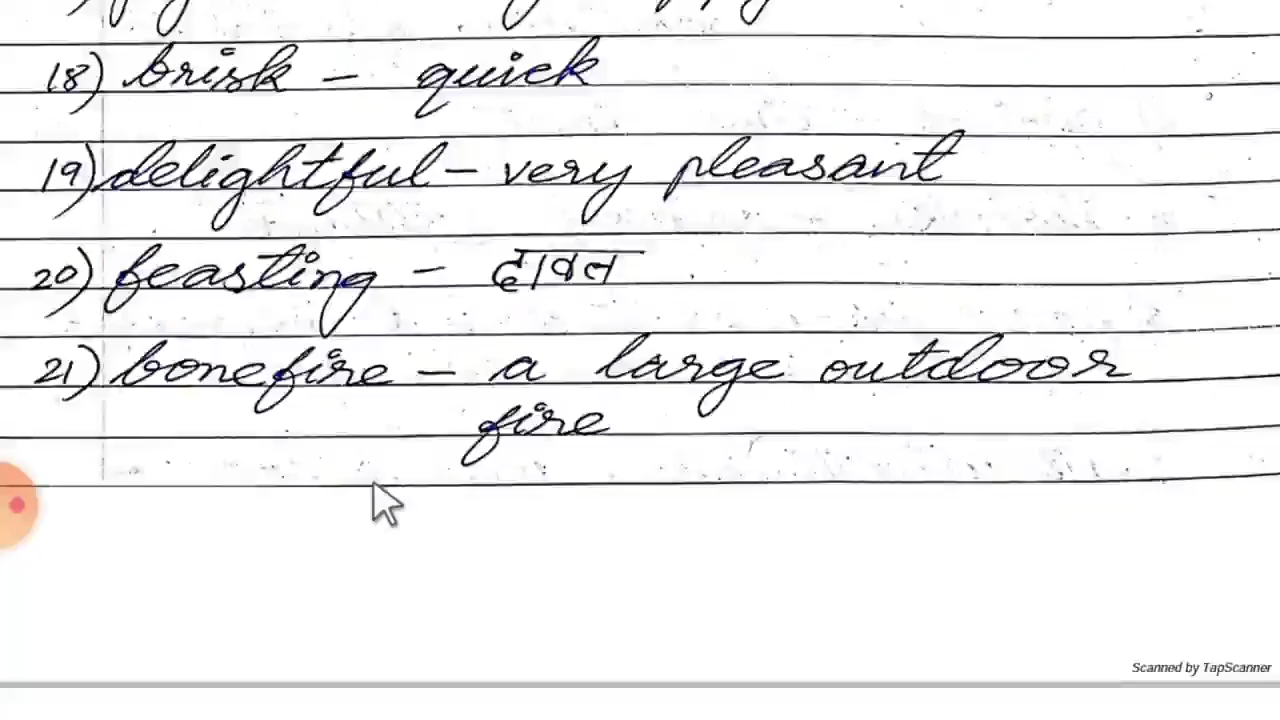 18) brisk - quick
19) delightful - very pleasant
20) feasting - दावत
21) bonefire - a large outdoor
fire
Scanned by TapScanner